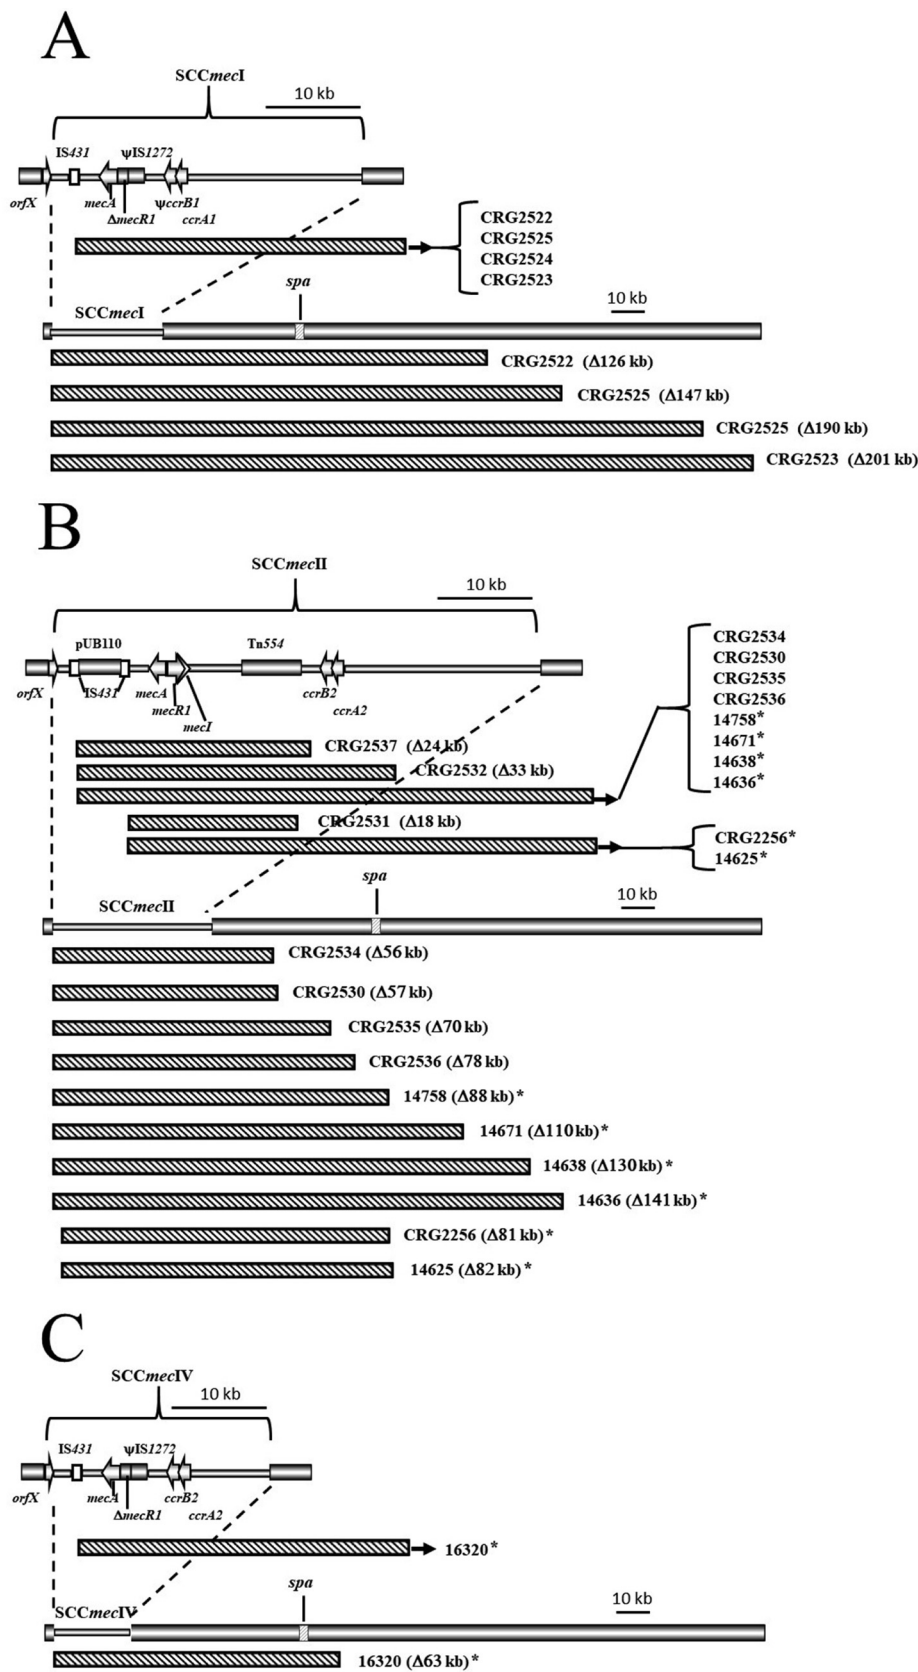 A
SCCmecI
10 kb
IS431 ψIS1272
orfX mecA ψccrB1
ΔmecR1 ccrA1
CRG2522
CRG2525
CRG2524
CRG2523
spa
10 kb
SCCmecI
CRG2522 (Δ126 kb)
CRG2525 (Δ147 kb)
CRG2525 (Δ190 kb)
CRG2523 (Δ201 kb)
B
SCCmecII
10 kb
pUB110 Tn554
orfX IS431 mecA ccrB2
mecR1 ccrA2
mecI
CRG2534
CRG2530
CRG2535
CRG2536
14758*
14671*
14638*
14636*
CRG2537 (Δ24 kb)
CRG2532 (Δ33 kb)
CRG2531 (Δ18 kb)
CRG2256*
14625*
spa
10 kb
SCCmecII
CRG2534 (Δ56 kb)
CRG2530 (Δ57 kb)
CRG2535 (Δ70 kb)
CRG2536 (Δ78 kb)
14758 (Δ88 kb)*
14671 (Δ110 kb)*
14638 (Δ130 kb)*
14636 (Δ141 kb)*
CRG2256 (Δ81 kb)*
14625 (Δ82 kb)*
C
SCCmecIV
10 kb
IS431 ψIS1272
orfX mecA ccrB2
ΔmecR1 ccrA2
16320*
spa
10 kb
SCCmecIV
16320 (Δ63 kb)*